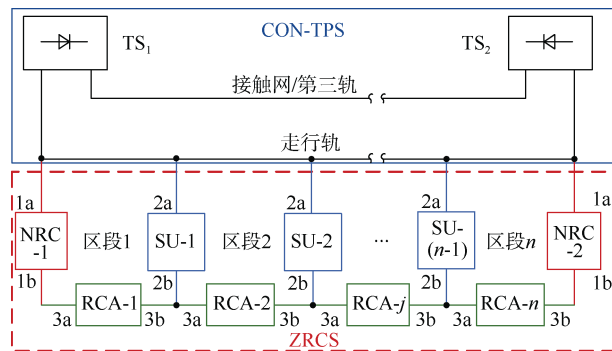 CON-TPS
TS₁
TS₂
接触网/第三轨
走行轨
1a
2a
2a
2a
1a
NRC
-1
区段1
SU-1
区段2
SU-2
...
SU-
(n-1)
区段n
NRC
-2
1b
2b
2b
2b
1b
RCA-1
RCA-2
RCA-j
RCA-n
3a
3b
3a
3b
3a
3b
3a
3b
ZRCS